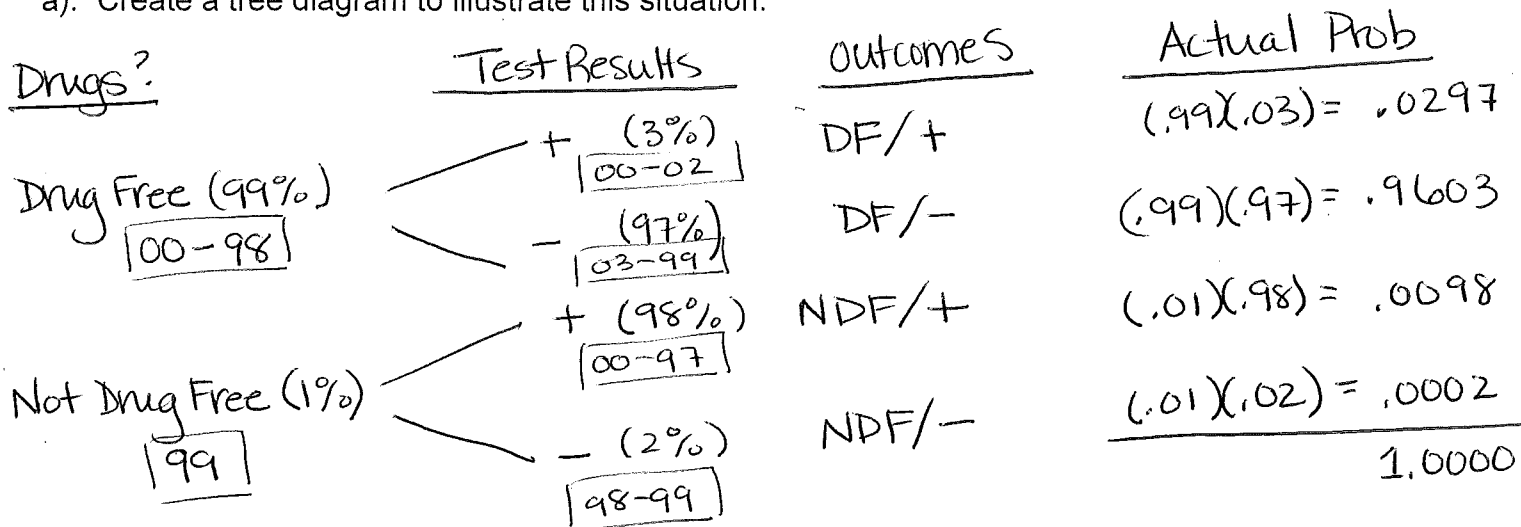 a). Create a tree diagram to illustrate this situation.
Drugs? Test Results Outcomes Actual Prob
+ (3%) DF/+ (.99)(.03) = .0297
00-02
Drug Free (99%)
00-98
- (97%) DF/- (.99)(.97) = .9603
03-99
+ (98%) NDF/+ (.01)(.98) = .0098
00-97
Not Drug Free (1%)
99
- (2%) NDF/- (.01)(.02) = .0002
98-99
1.0000